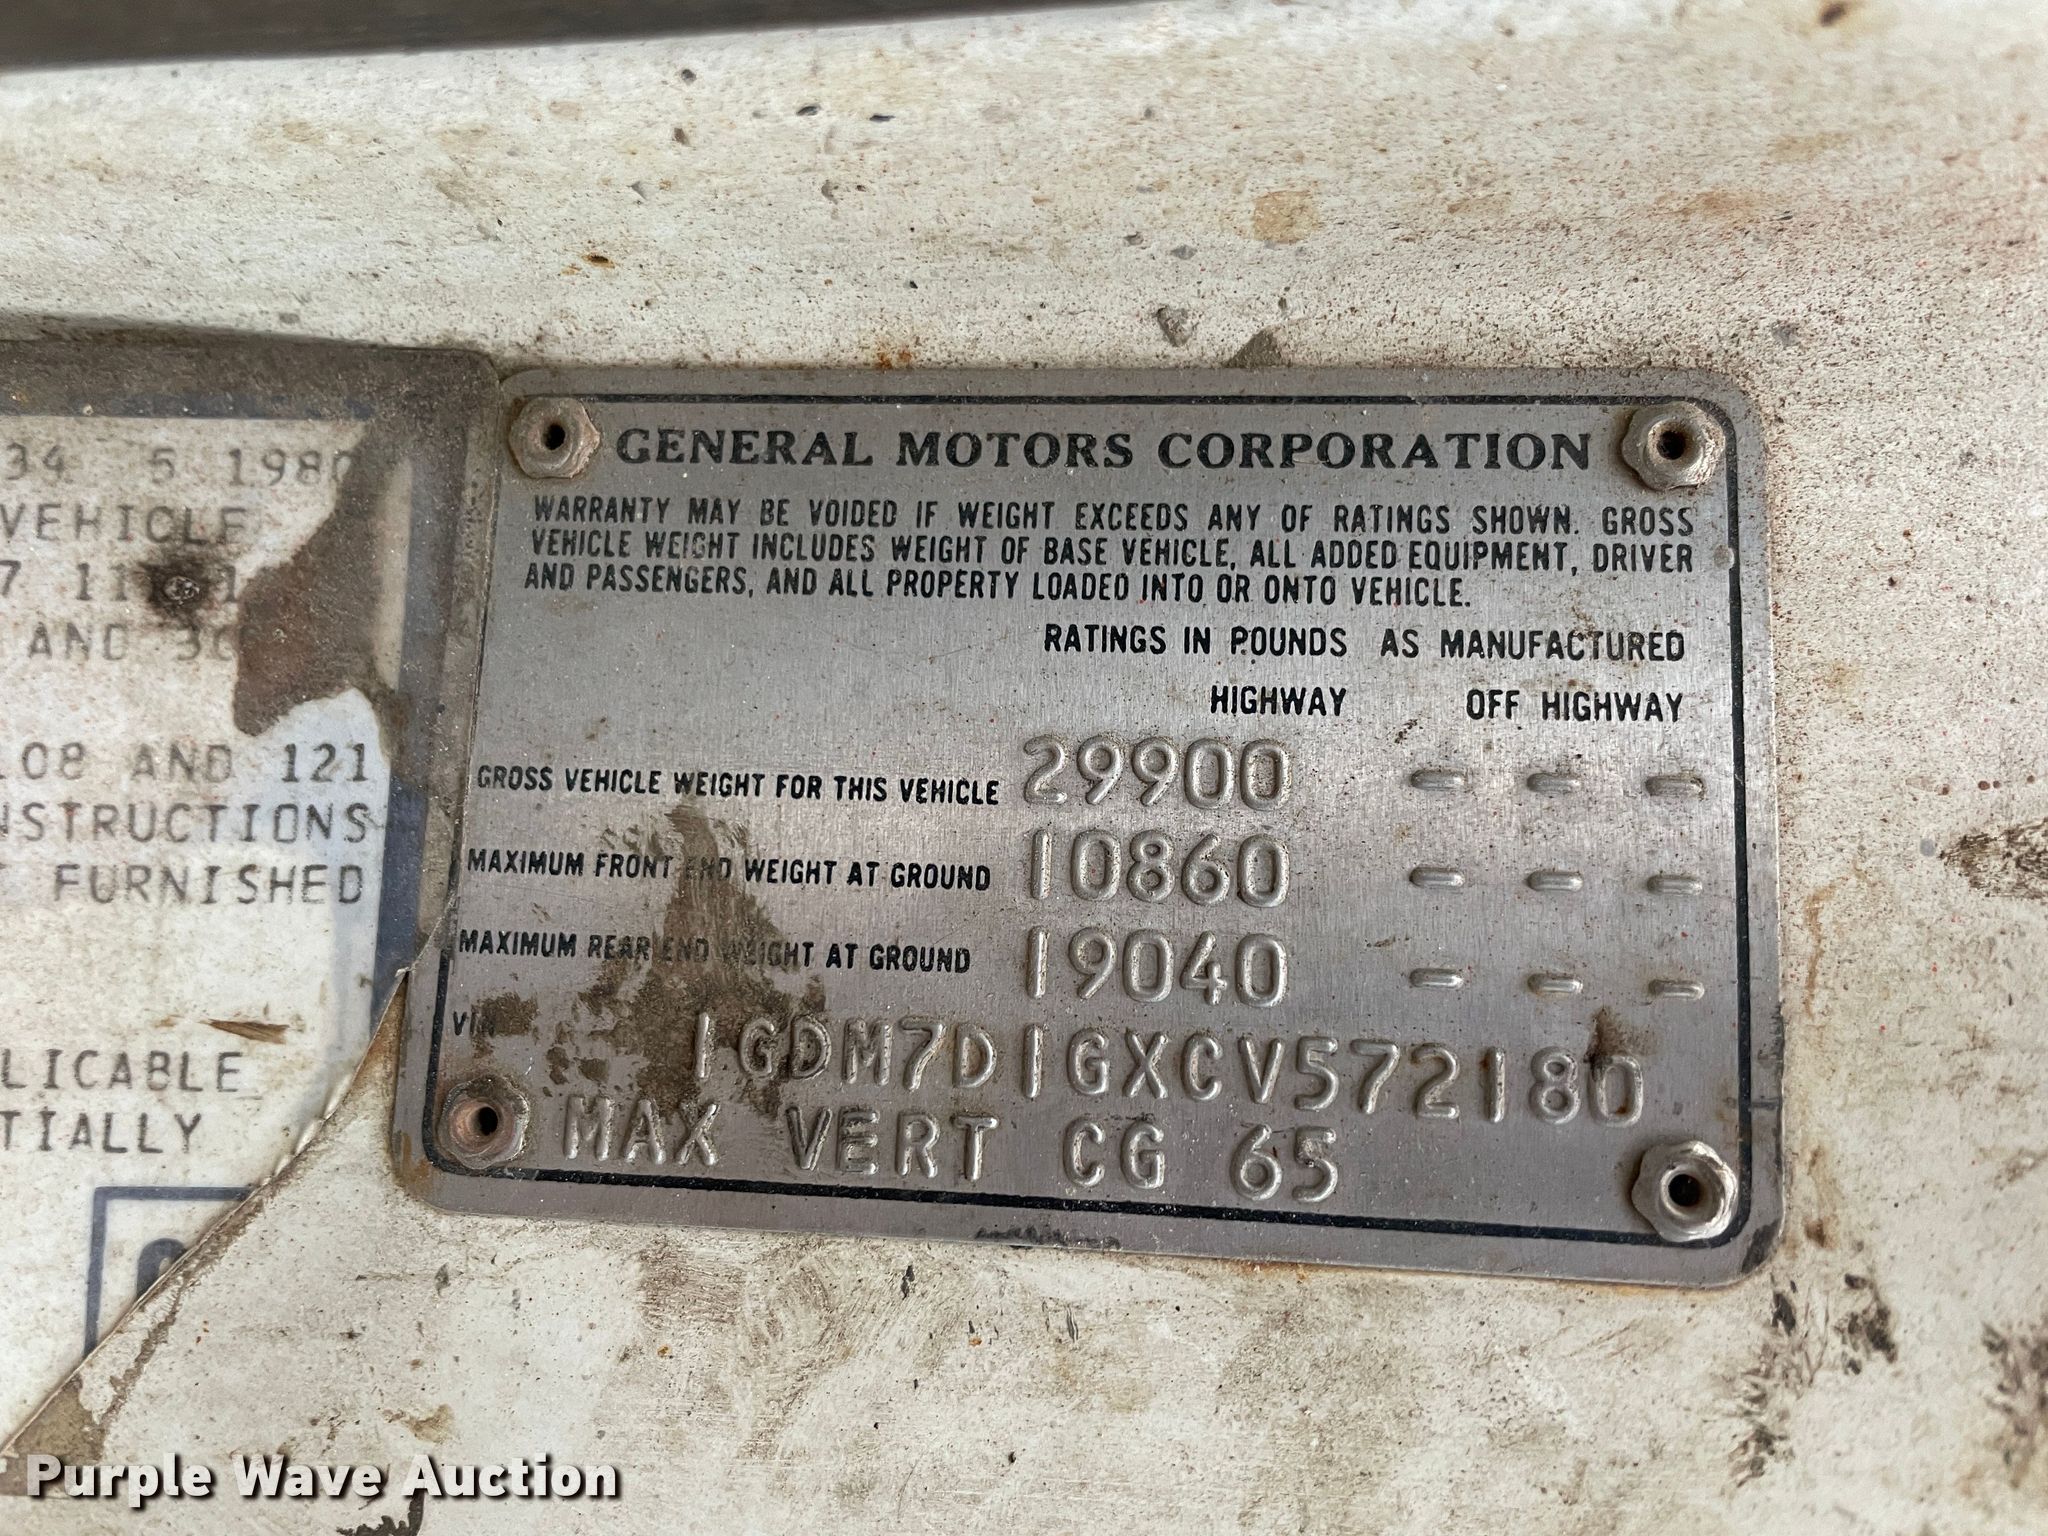 34 5 1980
VEHICLE
AND
108 AND 121
NSTRUCTIONS
FURNISHED
LICABLE
TIALLY
GENERAL MOTORS CORPORATION
WARRANTY MAY BE VOIDED IF WEIGHT EXCEEDS ANY OF RATINGS SHOWN. GROSS
VEHICLE WEIGHT INCLUDES WEIGHT OF BASE VEHICLE, ALL ADDED EQUIPMENT, DRIVER
AND PASSENGERS, AND ALL PROPERTY LOADED INTO OR ONTO VEHICLE.
RATINGS IN POUNDS AS MANUFACTURED
HIGHWAY OFF HIGHWAY
GROSS VEHICLE WEIGHT FOR THIS VEHICLE 29900 - - -
MAXIMUM FRONT END WEIGHT AT GROUND 10860 - - -
MAXIMUM REAR END WEIGHT AT GROUND 19040 - - -
VIN 1GDM7D1GXCV572180
MAX VERT CG 65
Purple Wave Auction